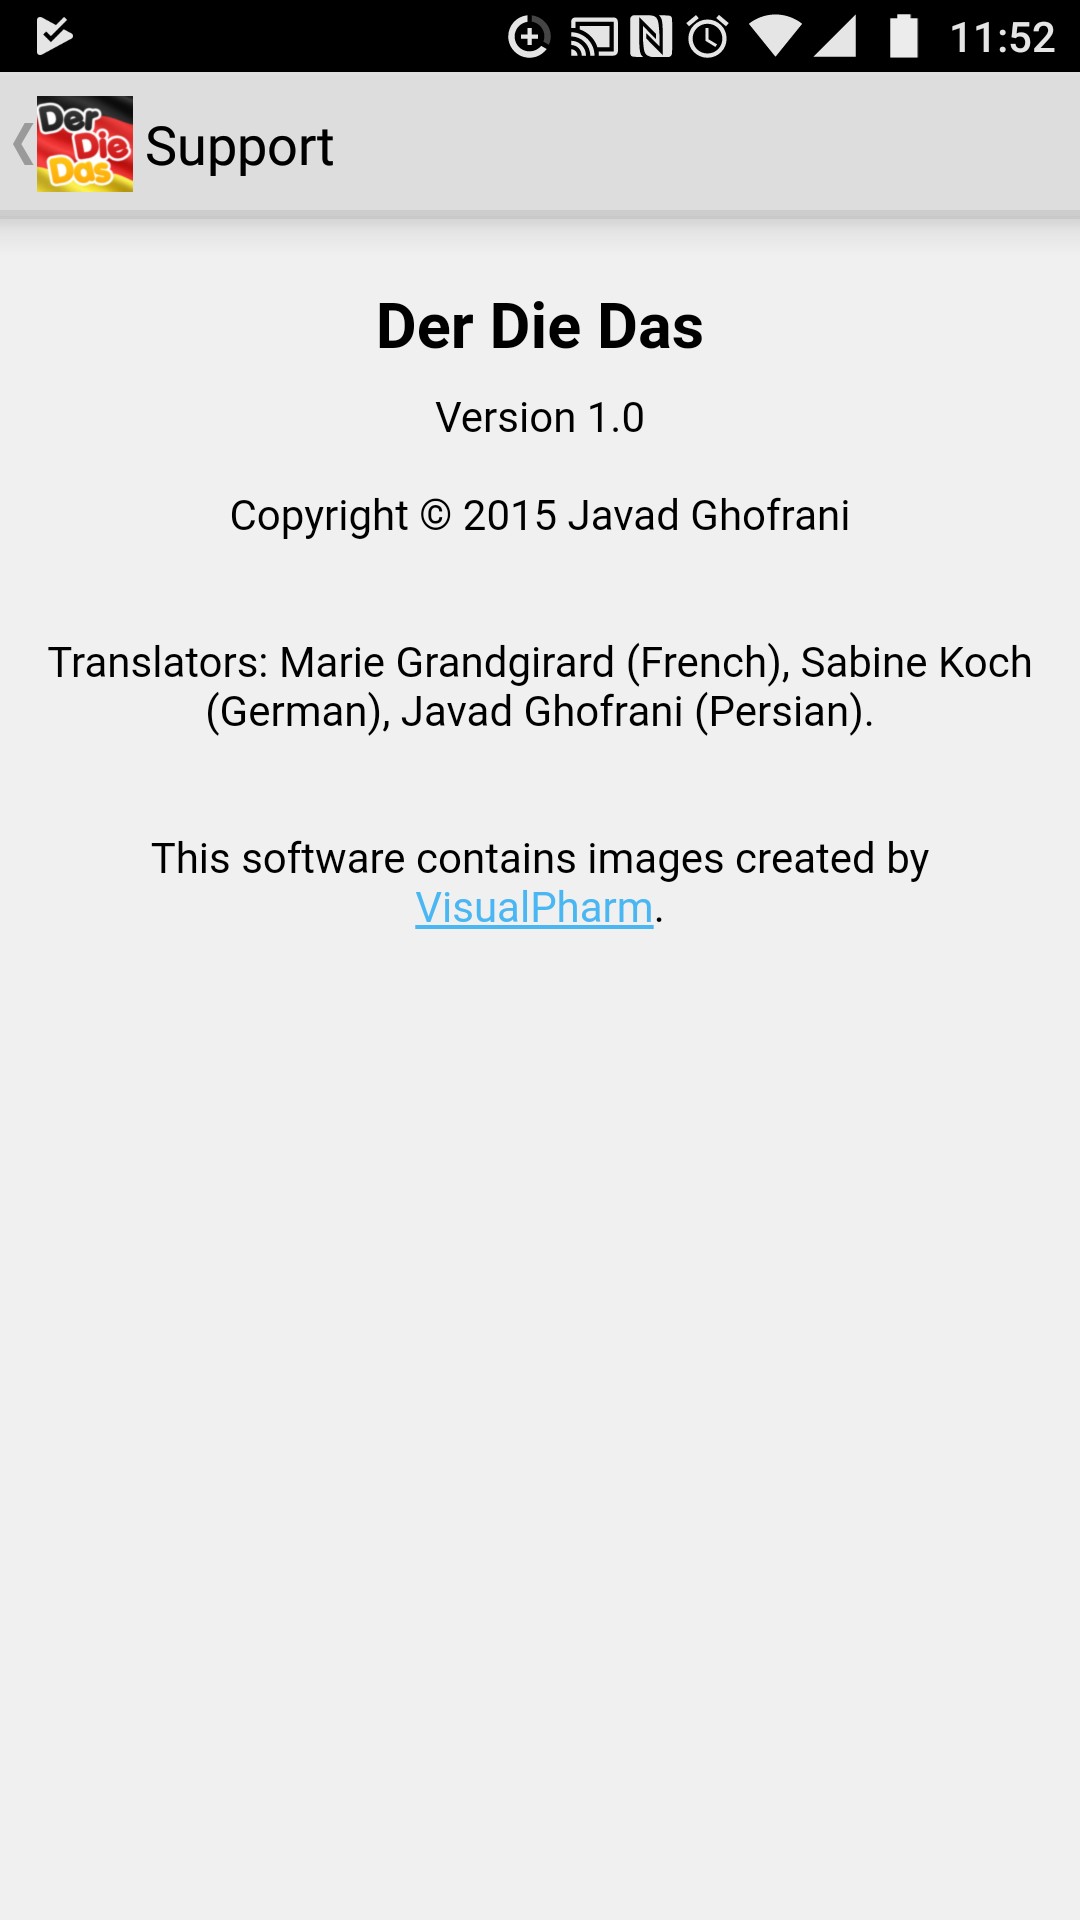 11:52
Der
Die
Das
Support
Der Die Das
Version 1.0
Copyright © 2015 Javad Ghofrani
Translators: Marie Grandgirard (French), Sabine Koch
(German), Javad Ghofrani (Persian).
This software contains images created by
VisualPharm.